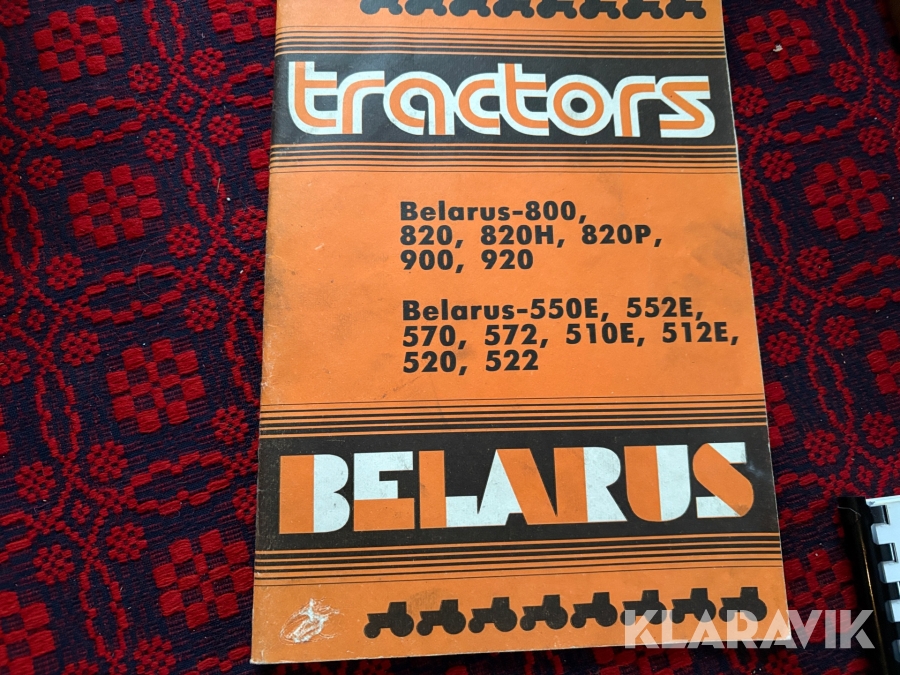 tractors
Belarus-800,
820, 820H, 820P,
900, 920
Belarus-550E, 552E,
570, 572, 510E, 512E,
520, 522
BELARUS
KLARAVIK